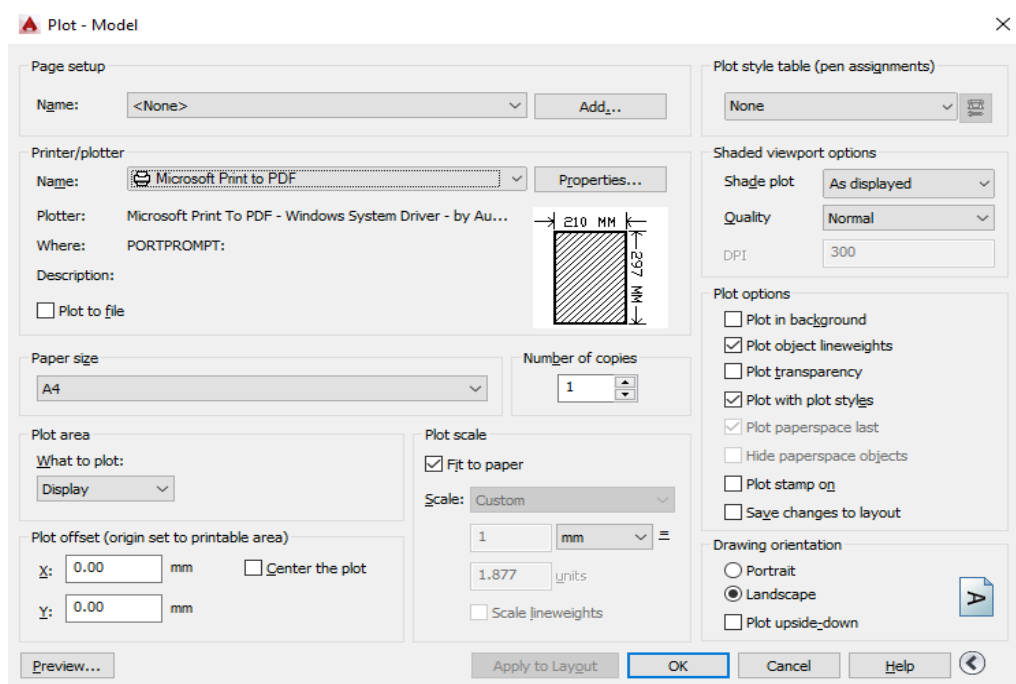 Plot - Model
Page setup
Name: <None> Add...
Printer/plotter
Name: Microsoft Print to PDF Properties...
Plotter: Microsoft Print To PDF - Windows System Driver - by Au...
Where: PORTPROMPT:
Description:
Plot to file
210 MM
297 MM
Paper size
A4
Number of copies
1
Plot area
What to plot:
Display
Plot offset (origin set to printable area)
X: 0.00 mm Center the plot
Y: 0.00 mm
Plot scale
Fit to paper
Scale: Custom
1 mm =
1.877 units
Scale lineweights
Plot style table (pen assignments)
None
Shaded viewport options
Shade plot As displayed
Quality Normal
DPI 300
Plot options
Plot in background
Plot object lineweights
Plot transparency
Plot with plot styles
Plot paperspace last
Hide paperspace objects
Plot stamp on
Save changes to layout
Drawing orientation
Portrait
Landscape
Plot upside-down
A
Preview... Apply to Layout OK Cancel Help